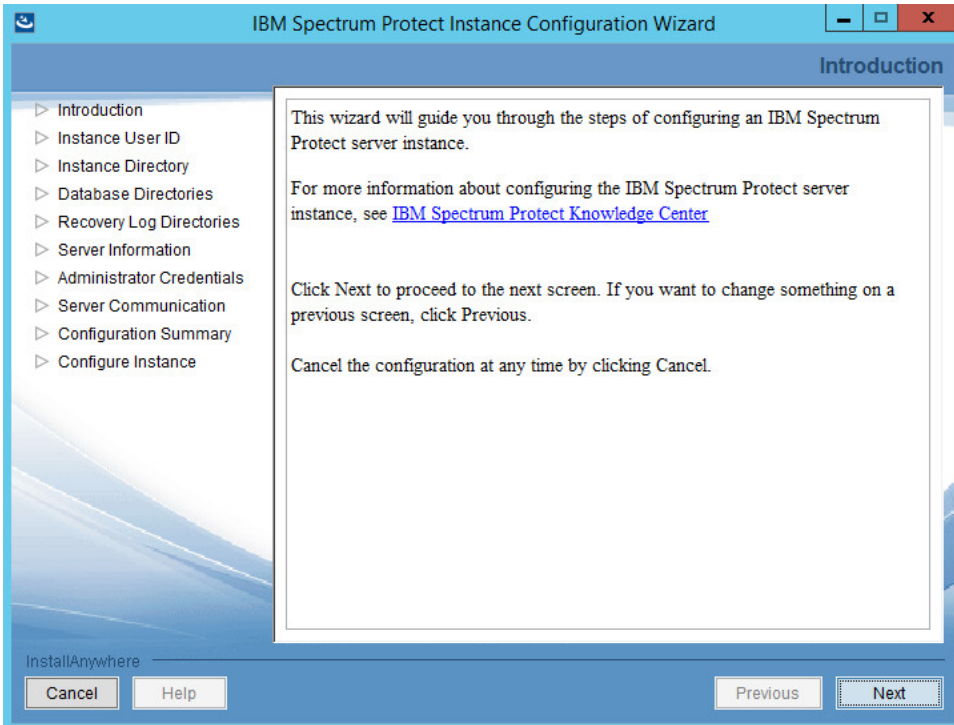 IBM Spectrum Protect Instance Configuration Wizard
Introduction
Introduction
Instance User ID
Instance Directory
Database Directories
Recovery Log Directories
Server Information
Administrator Credentials
Server Communication
Configuration Summary
Configure Instance
This wizard will guide you through the steps of configuring an IBM Spectrum
Protect server instance.
For more information about configuring the IBM Spectrum Protect server
instance, see IBM Spectrum Protect Knowledge Center
Click Next to proceed to the next screen. If you want to change something on a
previous screen, click Previous.
Cancel the configuration at any time by clicking Cancel.
InstallAnywhere
Cancel
Help
Previous
Next